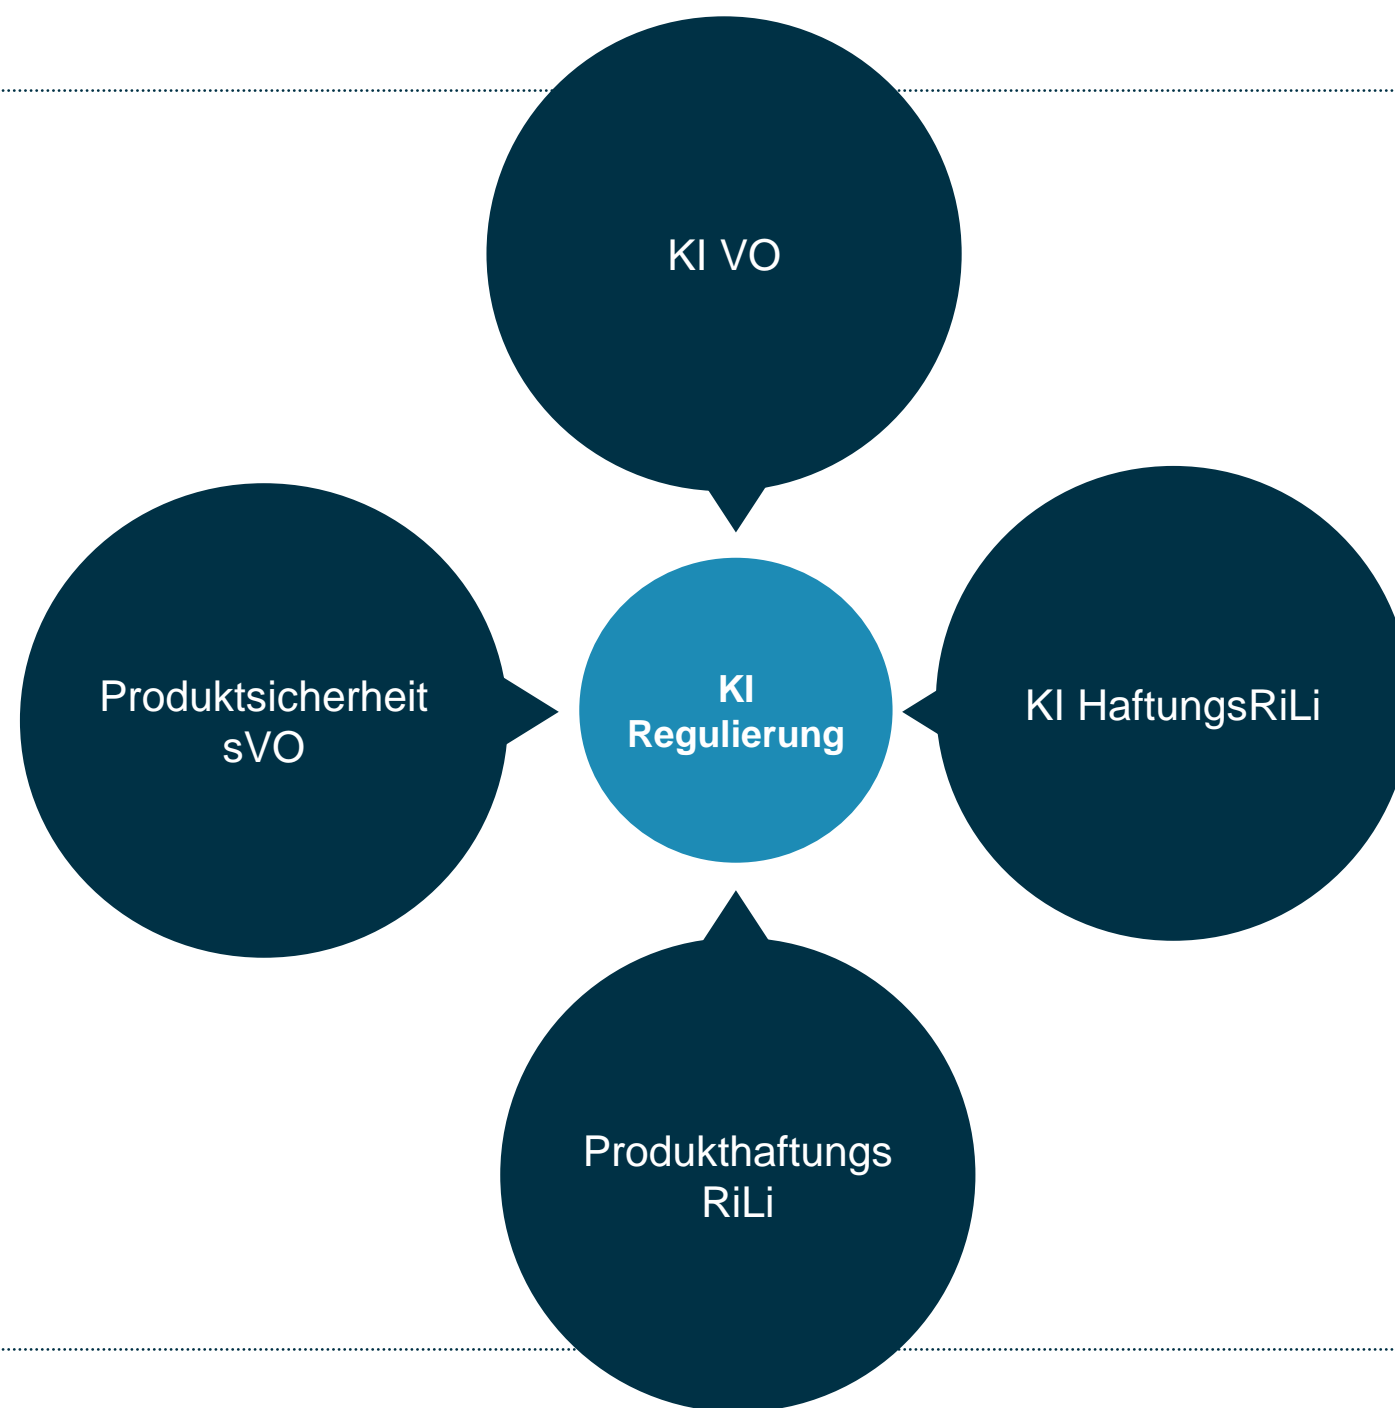 KI VO
Produktsicherheit
sVO
KI
Regulierung
KI HaftungsRiLi
Produkthaftungs
RiLi